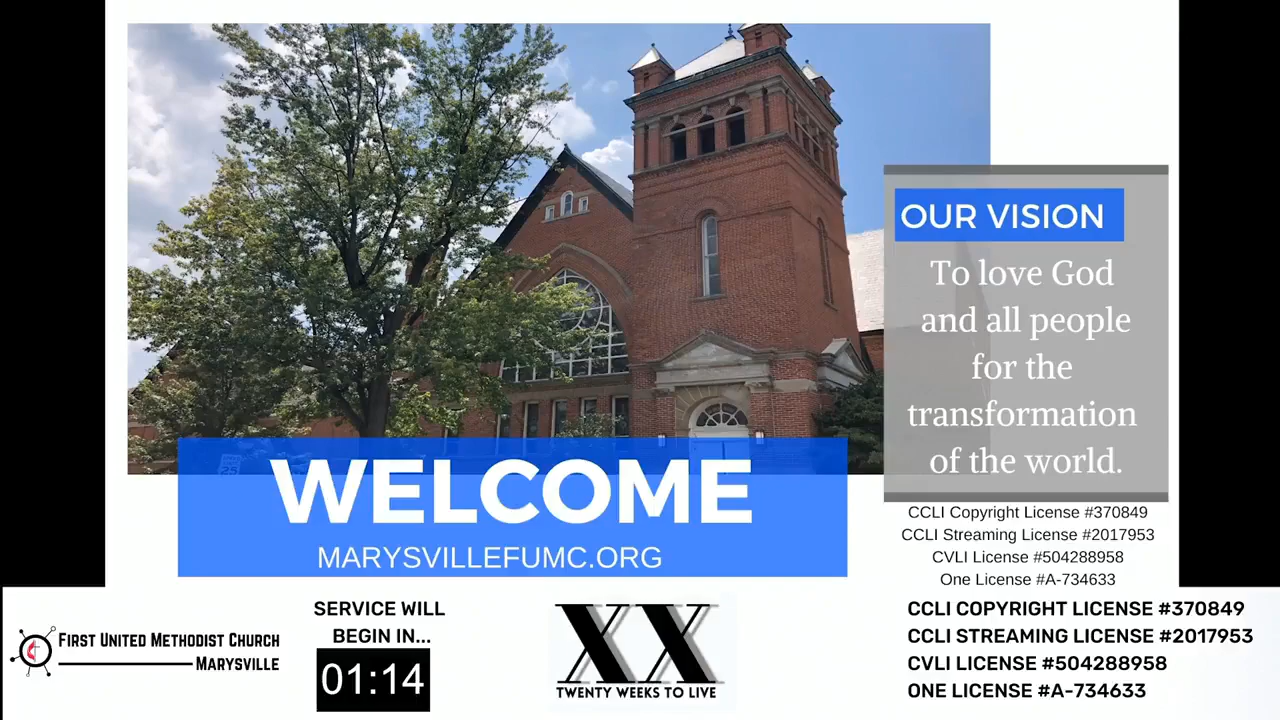 OUR VISION
To love God
and all people
for the
transformation
of the world.
25
WELCOME
MARYSVILLEFUMC.ORG
CCLI Copyright License #370849
CCLI Streaming License #2017953
CVLI License #504288958
One License #A-734633
First United Methodist Church
Marysville
SERVICE WILL
BEGIN IN...
01:14
XX
TWENTY WEEKS TO LIVE
CCLI COPYRIGHT LICENSE #370849
CCLI STREAMING LICENSE #2017953
CVLI LICENSE #504288958
ONE LICENSE #A-734633